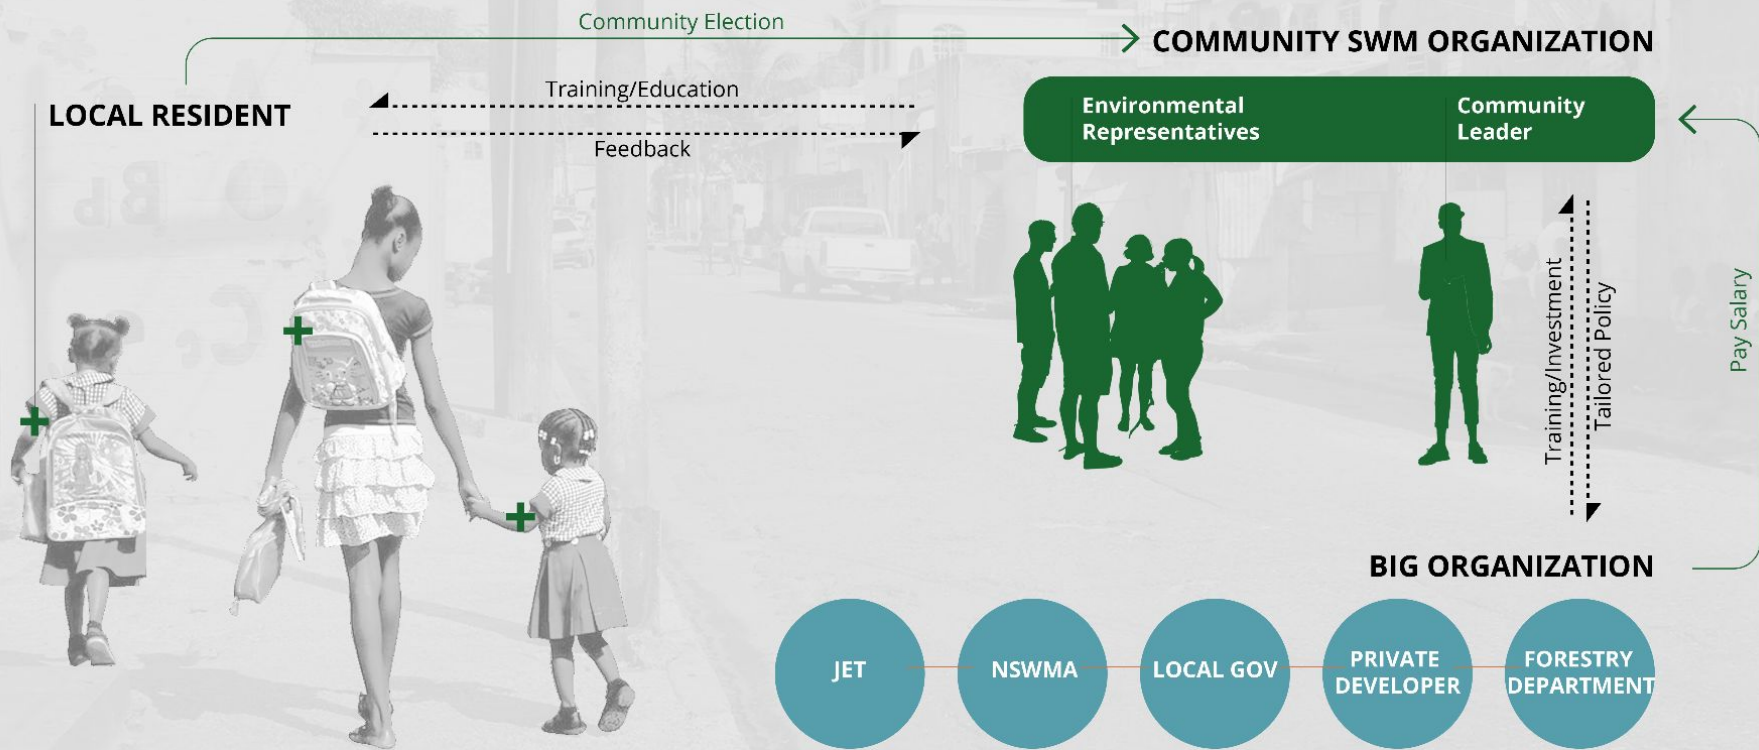 Community Election
COMMUNITY SWM ORGANIZATION
LOCAL RESIDENT
Training/Education
Feedback
Environmental
Representatives
Community
Leader
Training/Investment
Tailored Policy
Pay Salary
BIG ORGANIZATION
JET
NSWMA
LOCAL GOV
PRIVATE
DEVELOPER
FORESTRY
DEPARTMENT